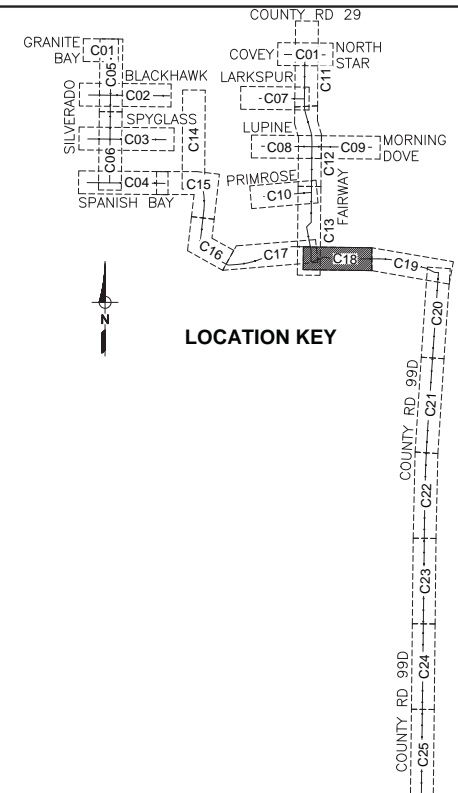 COUNTY RD 29
GRANITE
BAY
C01
C05
COVEY
C01
NORTH
STAR
C11
BLACKHAWK
C02
LARKSPUR
C07
SILVERADO
SPYGLASS
C03
C14
LUPINE
C08
C09
MORNING
DOVE
C06
C12
C04
SPANISH BAY
C15
PRIMROSE
C10
FAIRWAY
C13
C16
C17
C18
C19
N
LOCATION KEY
C20
COUNTY RD 99D
C21
C22
C23
COUNTY RD 99D
C24
C25